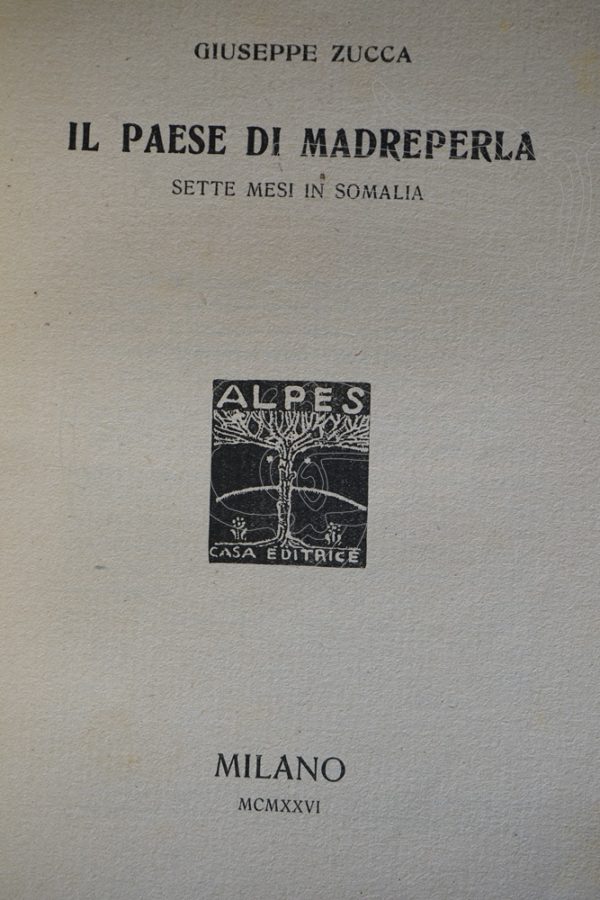 GIUSEPPE ZUCCA
IL PAESE DI MADREPERLA
SETTE MESI IN SOMALIA
ALPES
CASA EDITRICE
MILANO
MCMXXVI